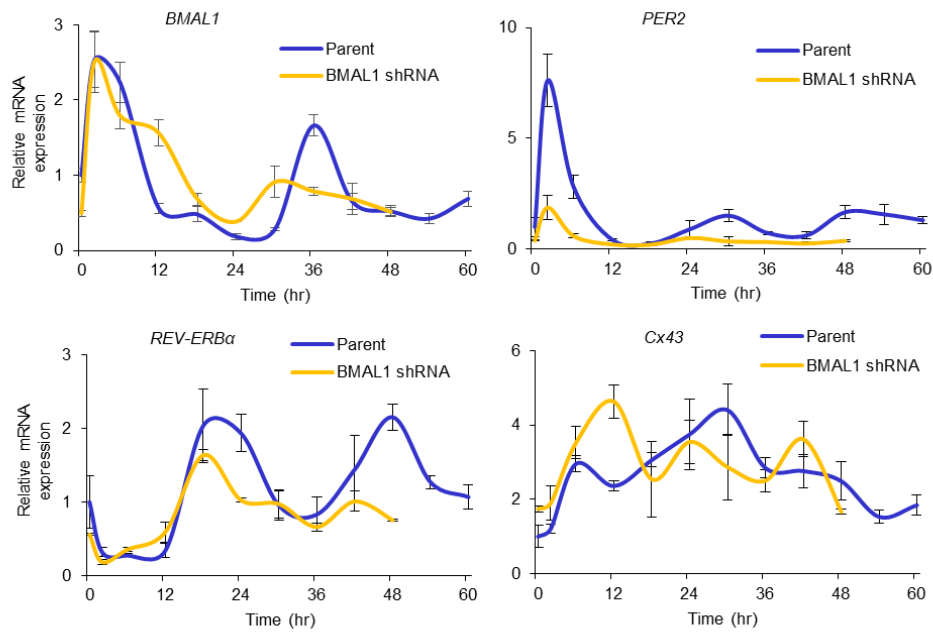 BMAL1
3
2
1
0
Relative mRNA
expression
Parent
BMAL1 shRNA
0 12 24 36 48 60
Time (hr)
PER2
10
5
0
Parent
BMAL1 shRNA
0 12 24 36 48 60
Time (hr)
REV-ERBα
3
2
1
0
Relative mRNA
expression
Parent
BMAL1 shRNA
0 12 24 36 48 60
Time (hr)
Cx43
6
4
2
0
Parent
BMAL1 shRNA
0 12 24 36 48 60
Time (hr)